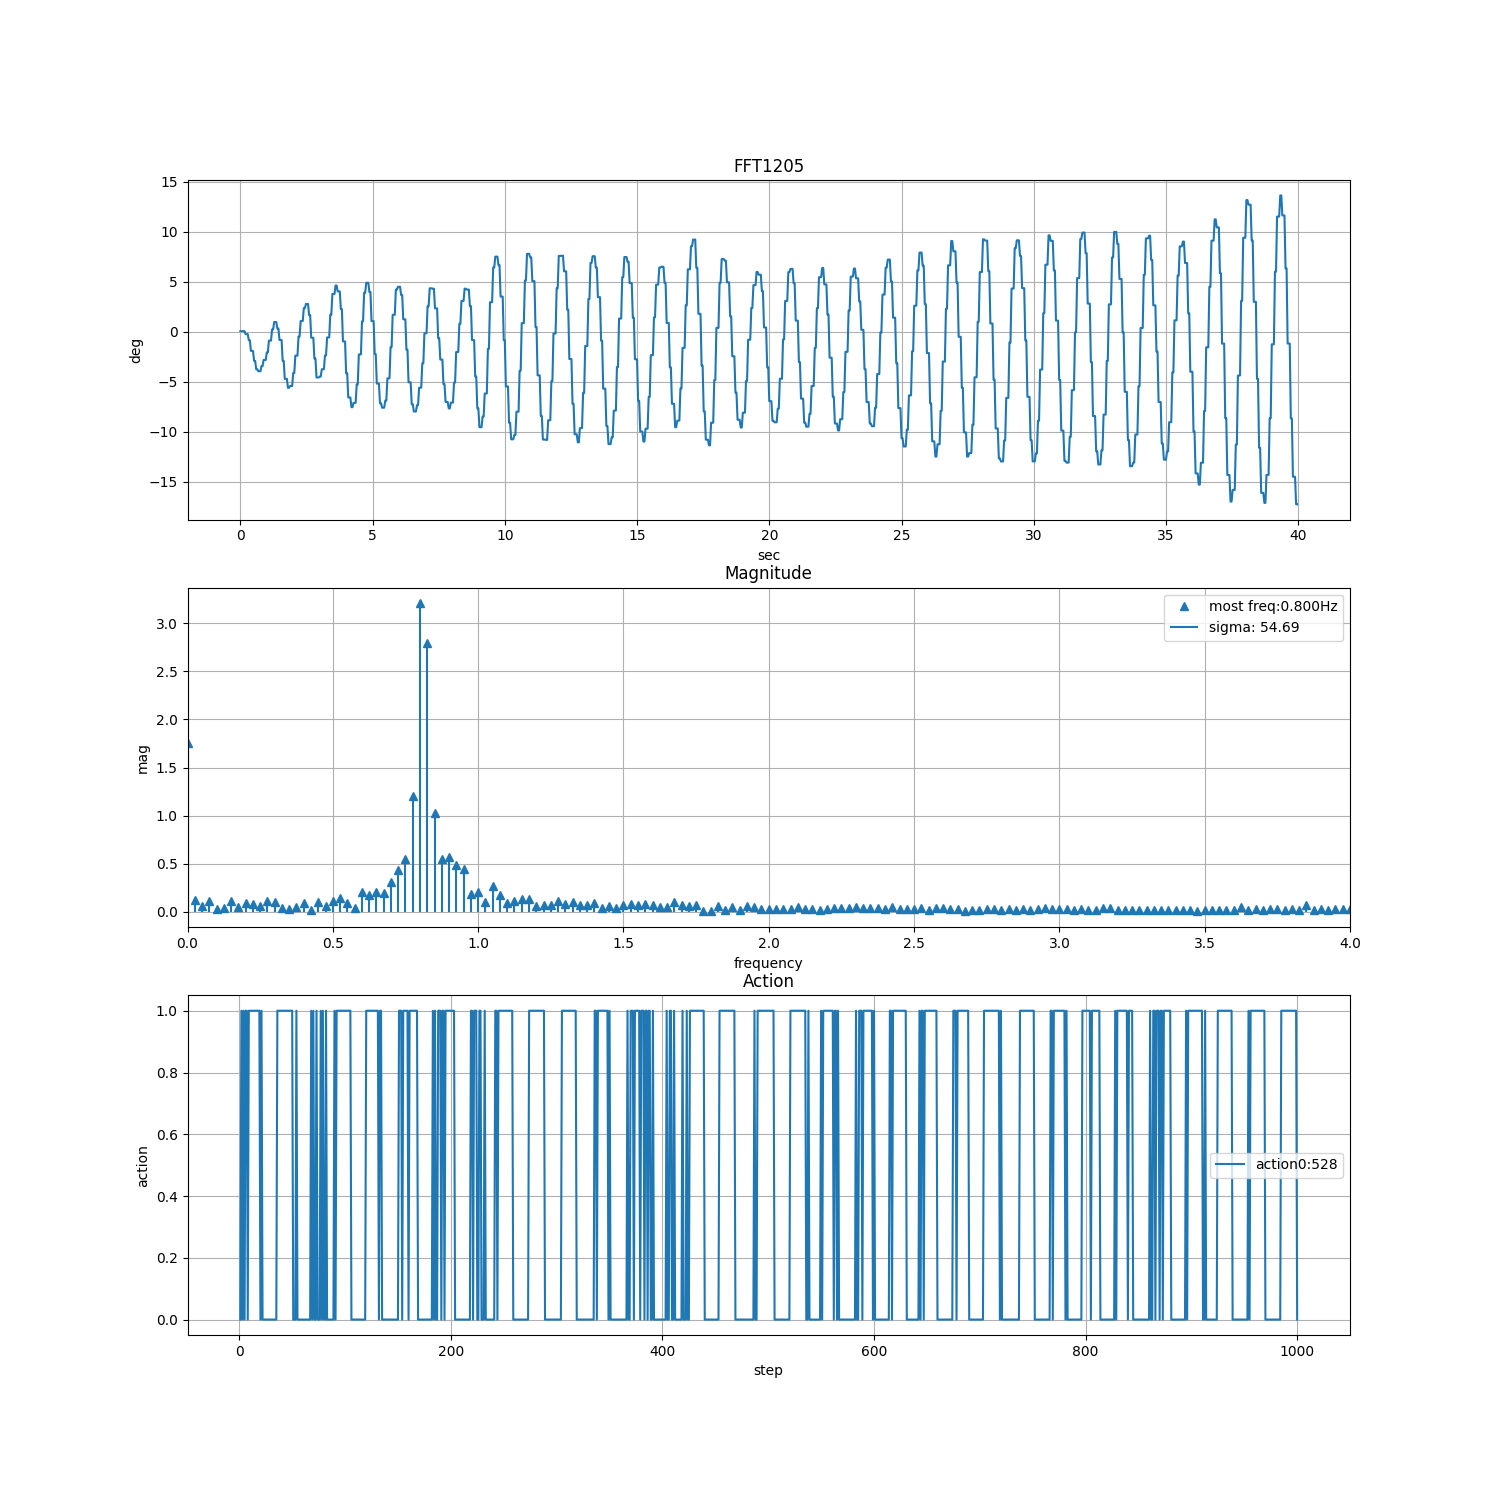 FFT1205
15
10
5
0
−5
−10
−15
deg
0 5 10 15 20 25 30 35 40
sec
Magnitude
most freq:0.800Hz
sigma: 54.69
3.0
2.5
2.0
1.5
1.0
0.5
0.0
mag
0.0 0.5 1.0 1.5 2.0 2.5 3.0 3.5 4.0
frequency
Action
1.0
0.8
0.6
0.4
0.2
0.0
action
action0:528
0 200 400 600 800 1000
step